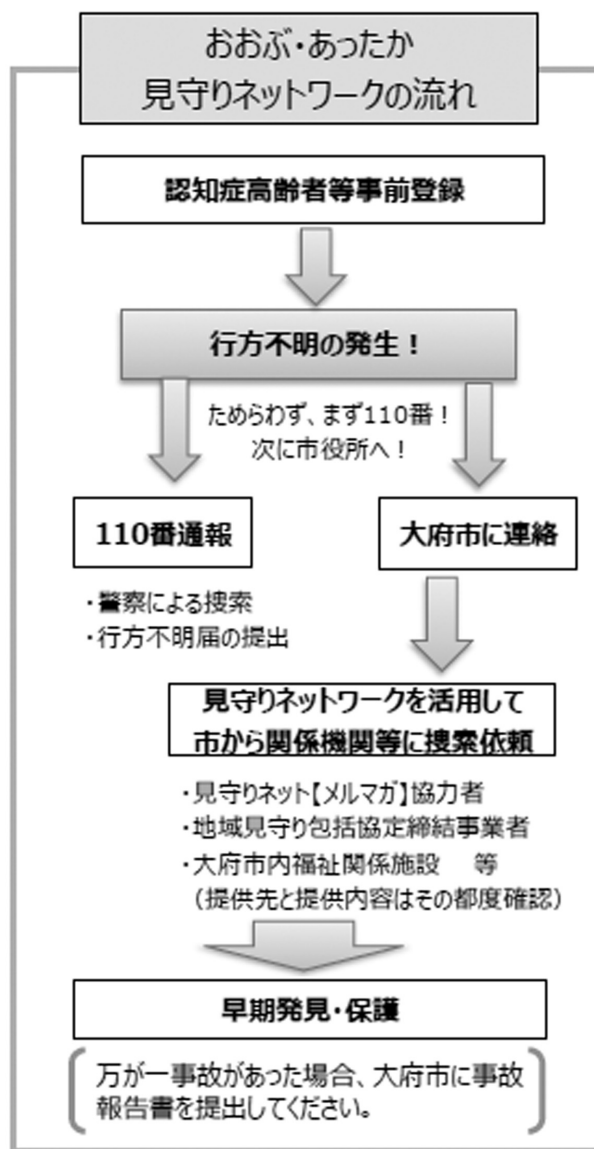 おおぶ・あったか
見守りネットワークの流れ
認知症高齢者等事前登録
行方不明の発生！
ためらわず、まず110番！
次に市役所へ！
110番通報
大府市に連絡
・警察による捜索
・行方不明届の提出
見守りネットワークを活用して
市から関係機関等に捜索依頼
・見守りネット【メルマガ】協力者
・地域見守り包括協定締結事業者
・大府市内福祉関係施設　等
（提供先と提供内容はその都度確認）
早期発見・保護
万が一事故があった場合、大府市に事故
報告書を提出してください。